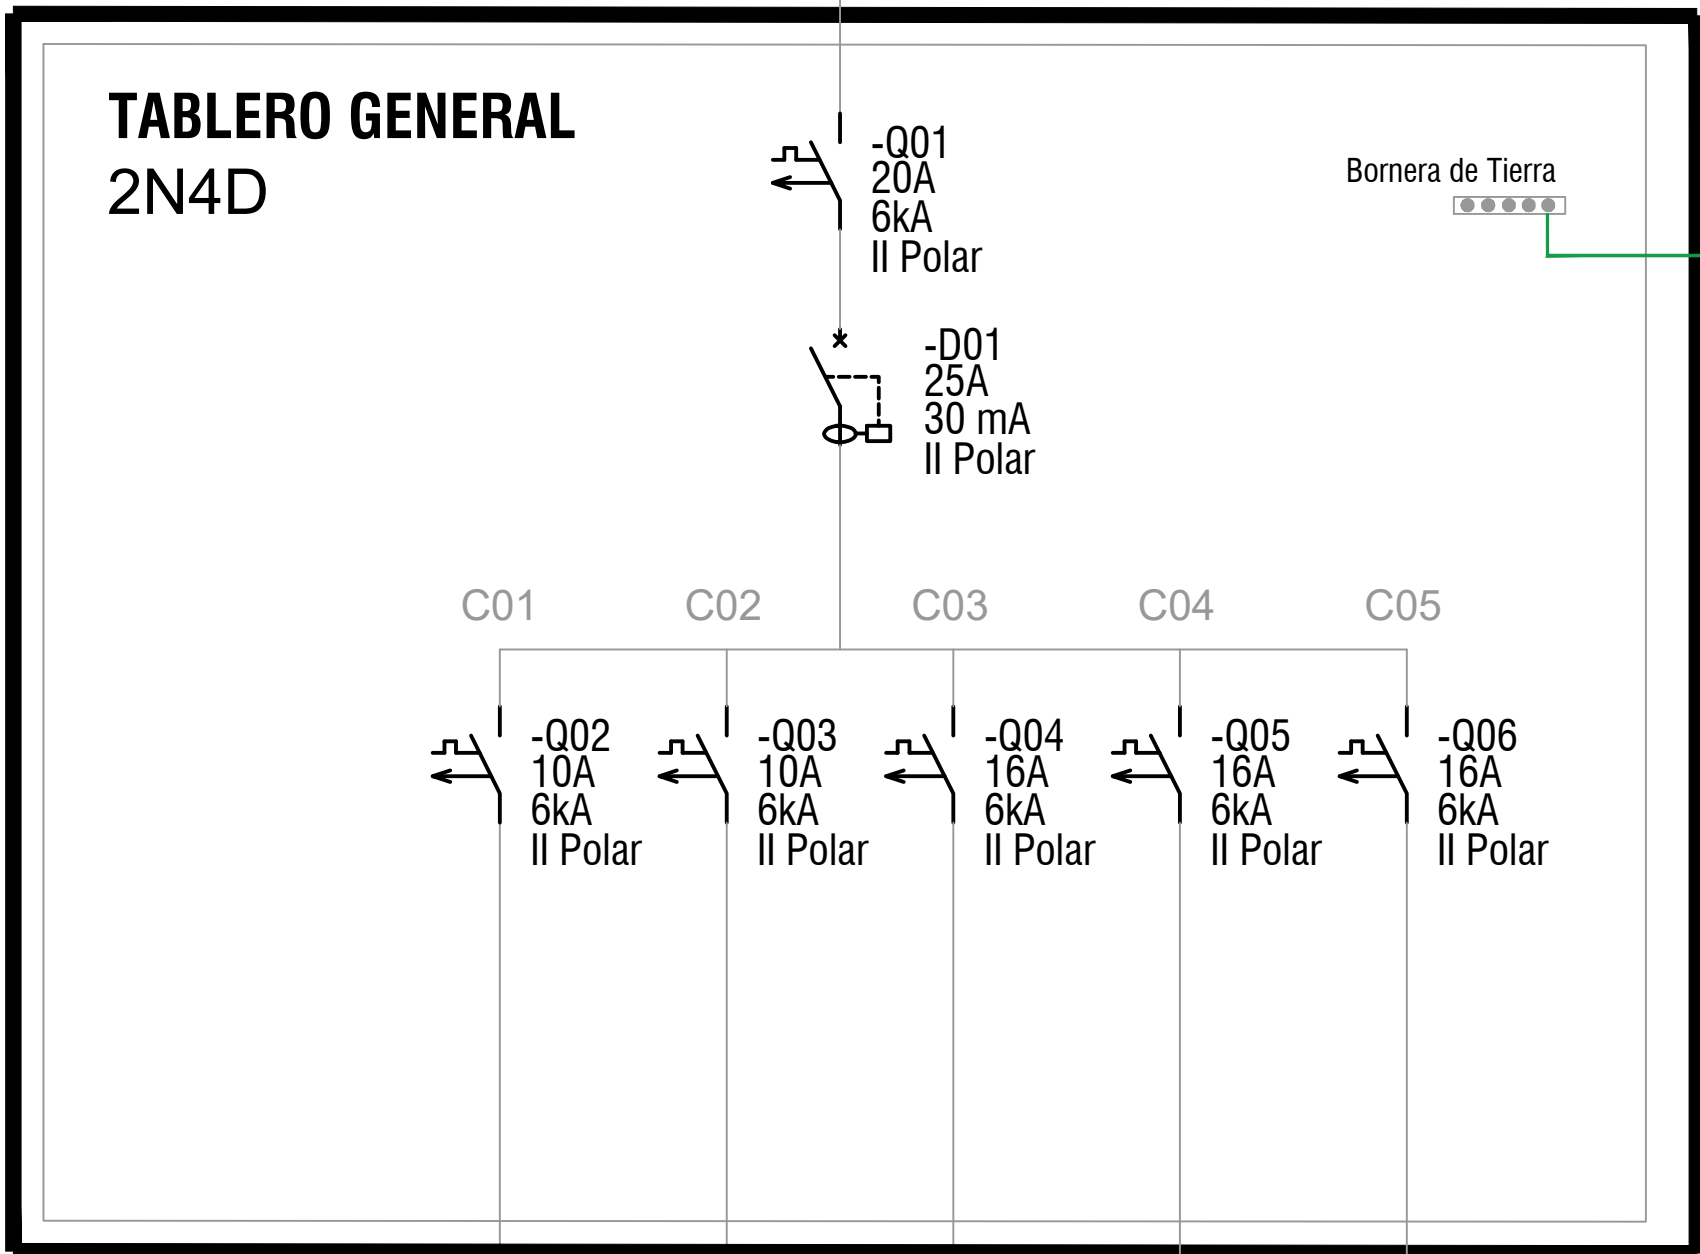 TABLERO GENERAL
2N4D
-Q01
20A
6kA
II Polar
Bornera de Tierra
-D01
25A
30 mA
II Polar
C01
C02
C03
C04
C05
-Q02
10A
6kA
II Polar
-Q03
10A
6kA
II Polar
-Q04
16A
6kA
II Polar
-Q05
16A
6kA
II Polar
-Q06
16A
6kA
II Polar